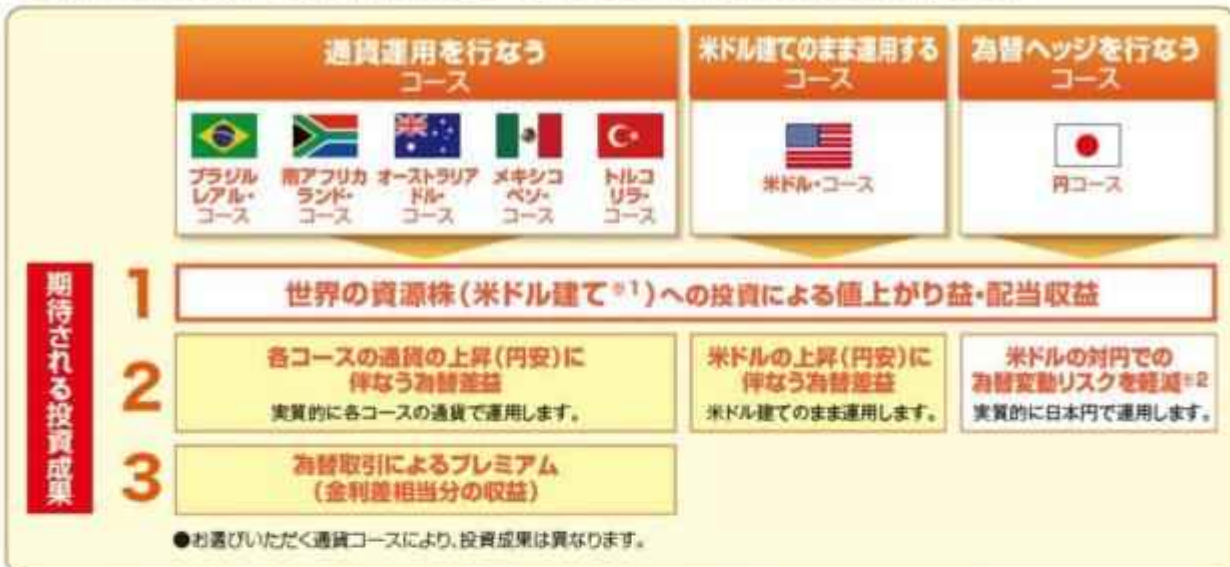 通貨運用を行なう
コース
米ドル建てのまま運用する
コース
為替ヘッジを行なう
コース
ブラジル
レアル・
コース
南アフリカ
ランド・
コース
オーストラリア
ドル・
コース
メキシコ
ペソ・
コース
トルコ
リラ・
コース
米ドル・コース
円コース
期待される投資成果
1
世界の資源株(米ドル建て※1)への投資による値上がり益・配当収益
2
各コースの通貨の上昇(円安)に
伴なう為替差益
実質的に各コースの通貨で運用します。
米ドルの上昇(円安)に
伴なう為替差益
米ドル建てのまま運用します。
米ドルの対円での
為替変動リスクを軽減※2
実質的に日本円で運用します。
3
為替取引によるプレミアム
(金利差相当分の収益)
●お選びいただく通貨コースにより、投資成果は異なります。